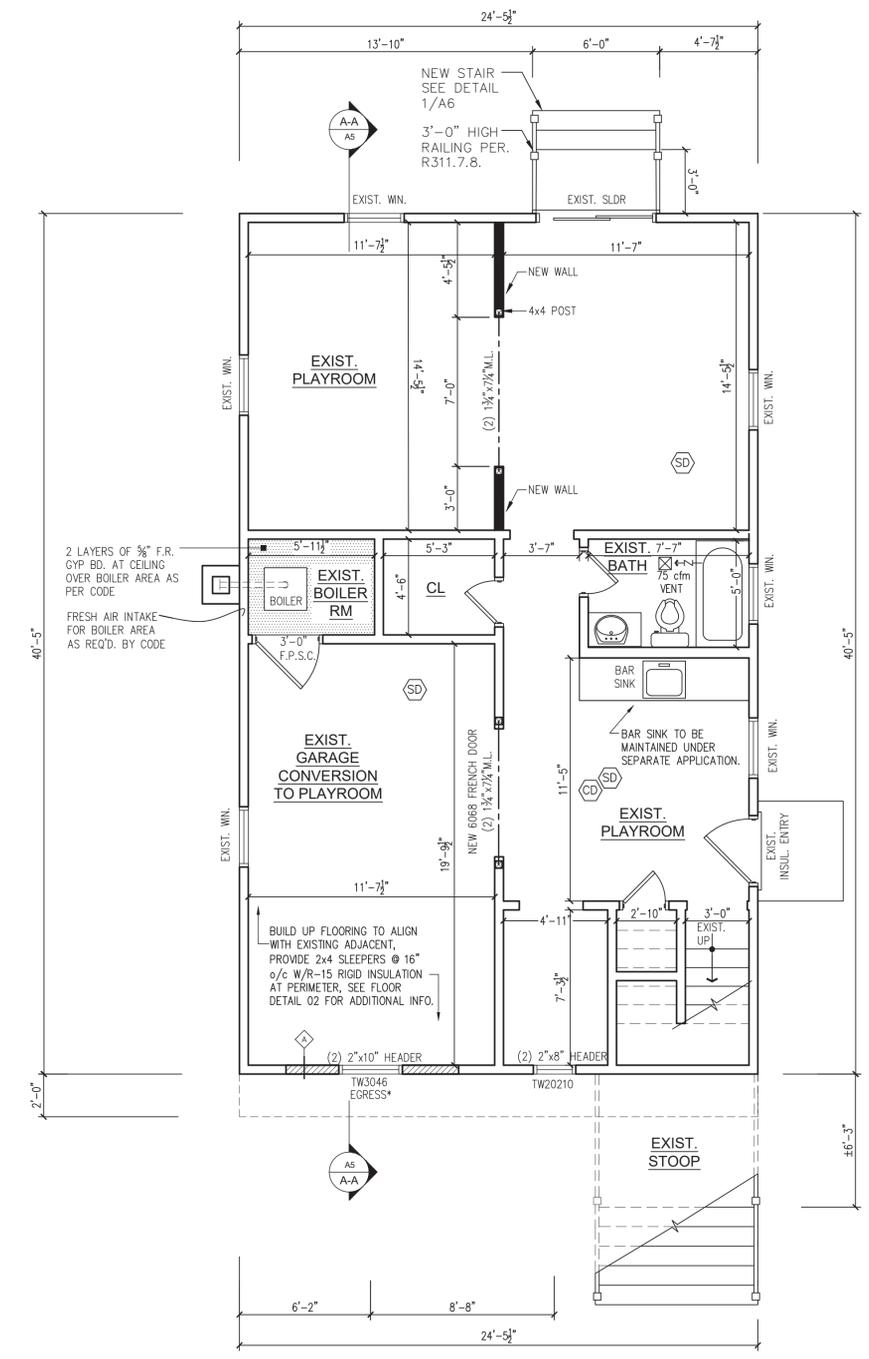 24'-5½"
13'-10"
6'-0"
4'-7½"
NEW STAIR
SEE DETAIL
1/A6
A-A
A5
3'-0" HIGH
RAILING PER.
R311.7.8.
3'-0"
EXIST. WIN.
EXIST. SLDR
11'-7½"
11'-7"
4'-5½"
NEW WALL
4x4 POST
EXIST.
PLAYROOM
EXIST. WIN.
14'-5½"
7'-0"
(2) 1¾"x7¼"M.L.
14'-5½"
EXIST. WIN.
SD
3'-0"
NEW WALL
2 LAYERS OF ⅝" F.R.
GYP BD. AT CEILING
OVER BOILER AREA AS
PER CODE
5'-11½"
5'-3"
3'-7"
EXIST.
BATH
7'-7"
75 cfm
VENT
5'-0"
EXIST. WIN.
BOILER
EXIST.
BOILER
RM
4'-6"
CL
FRESH AIR INTAKE
FOR BOILER AREA
AS REQ'D. BY CODE
3'-0"
F.P.S.C.
40'-5"
40'-5"
BAR
SINK
SD
BAR SINK TO BE
MAINTAINED UNDER
SEPARATE APPLICATION.
EXIST. WIN.
EXIST.
GARAGE
CONVERSION
TO PLAYROOM
NEW 6068 FRENCH DOOR
(2) 1¾"x7¼"M.L.
11'-5"
CD
SD
EXIST.
PLAYROOM
EXIST. WIN.
EXIST.
INSUL. ENTRY
19'-9½"
11'-7½"
4'-11"
2'-10"
3'-0"
EXIST.
UP
BUILD UP FLOORING TO ALIGN
WITH EXISTING ADJACENT,
PROVIDE 2x4 SLEEPERS @ 16"
o/c W/R-15 RIGID INSULATION
AT PERIMETER, SEE FLOOR
DETAIL 02 FOR ADDITIONAL INFO.
7'-3½"
A
(2) 2"x10" HEADER
(2) 2"x8" HEADER
TW3046
EGRESS*
TW20210
2'-0"
EXIST.
STOOP
±6'-3"
A5
A-A
6'-2"
8'-8"
24'-5½"